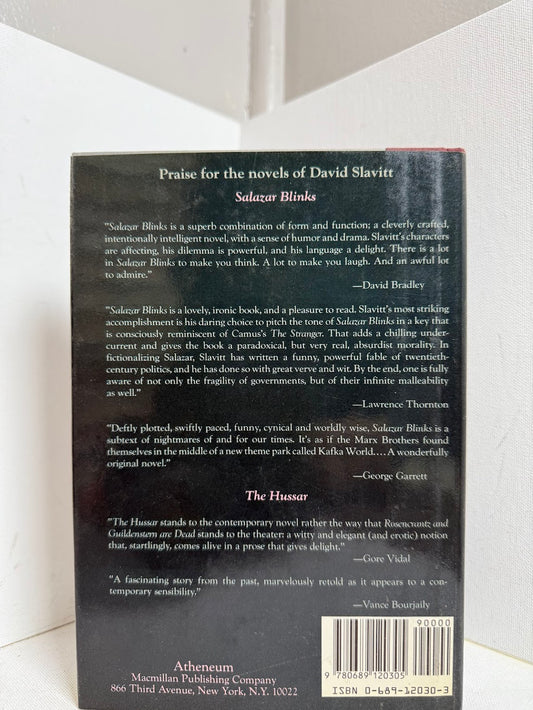 Praise for the novels of David Slavitt
Salazar Blinks
"Salazar Blinks is a superb combination of form and function; a cleverly crafted,
intentionally intelligent novel, with a sense of humor and drama. Slavitt's characters
are affecting, his dilemma is powerful, and his language a delight. There is a lot
in Salazar Blinks to make you think. A lot to make you laugh. And an awful lot
to admire."
—David Bradley
"Salazar Blinks is a lovely, ironic book, and a pleasure to read. Slavitt's most striking
accomplishment is his daring choice to pitch the tone of Salazar Blinks in a key that
is consciously reminiscent of Camus's The Stranger. That adds a chilling under-
current and gives the book a paradoxical, but very real, absurdist morality. In
fictionalizing Salazar, Slavitt has written a funny, powerful fable of twentieth-
century politics, and he has done so with great verve and wit. By the end, one is fully
aware of not only the fragility of governments, but of their infinite malleability
as well."
—Lawrence Thornton
"Deftly plotted, swiftly paced, funny, cynical and worldly wise, Salazar Blinks is a
subtext of nightmares of and for our times. It's as if the Marx Brothers found
themselves in the middle of a new theme park called Kafka World.... A wonderfully
original novel."
—George Garrett
The Hussar
"The Hussar stands to the contemporary novel rather the way that Rosencrantz and
Guildenstern are Dead stands to the theater: a witty and elegant (and erotic) notion
that, startlingly, comes alive in a prose that gives delight."
—Gore Vidal
"A fascinating story from the past, marvelously retold as it appears to a con-
temporary sensibility."
—Vance Bourjaily
Atheneum
Macmillan Publishing Company
866 Third Avenue, New York, N.Y. 10022
90000
9 780689 120305
ISBN 0-689-12030-3